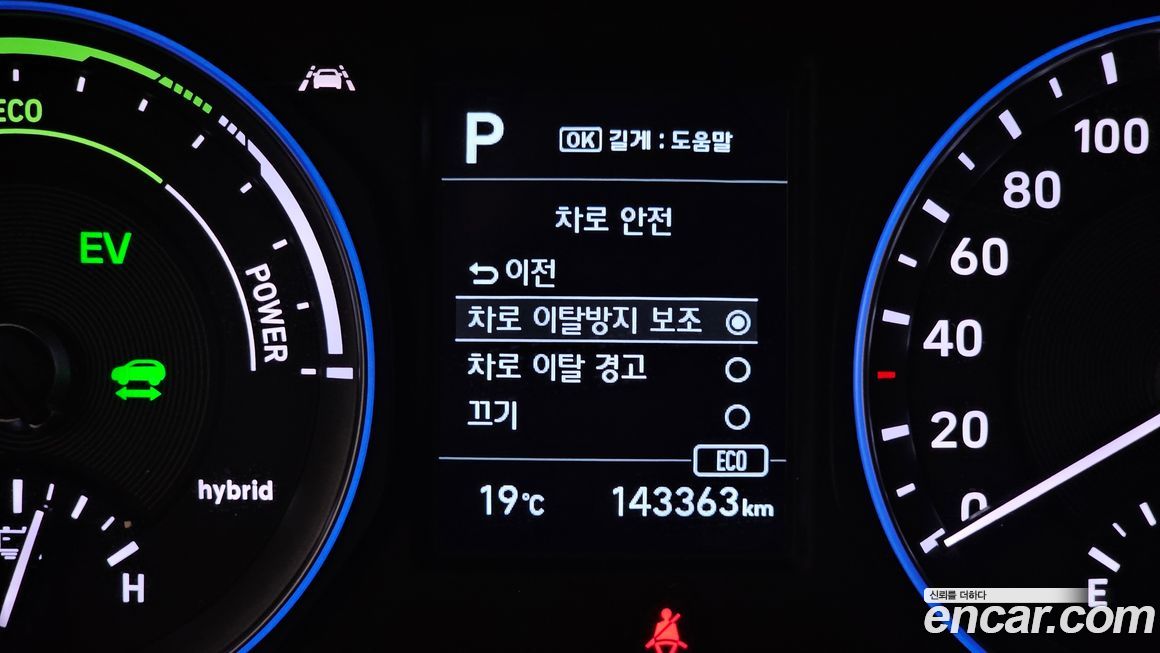 ECO
EV
POWER
hybrid
H
P
OK 길게 : 도움말
차로 안전
이전
차로 이탈방지 보조
차로 이탈 경고
끄기
ECO
19℃ 143363km
100
80
60
40
20
0
E
신뢰를 더하다
encar.com